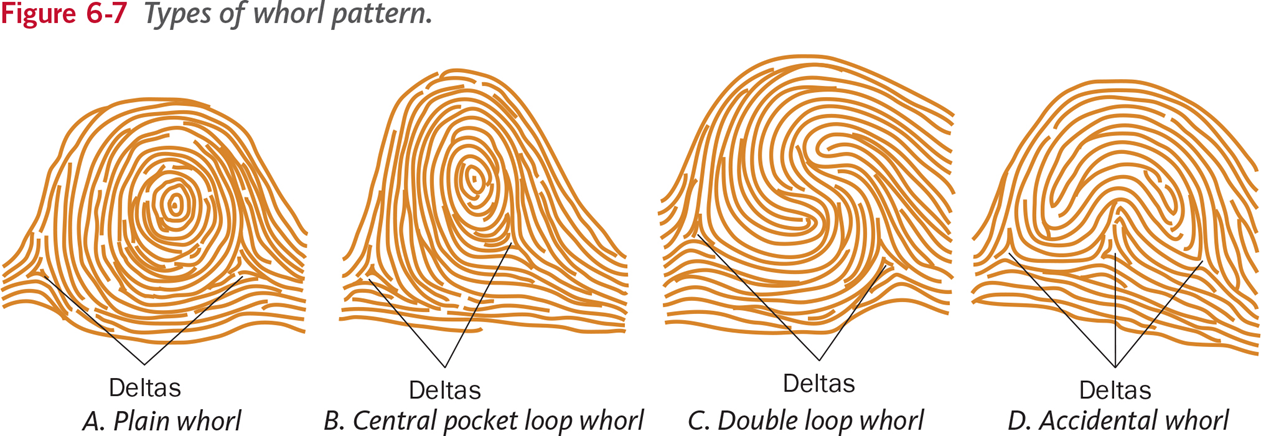 Figure 6-7 Types of whorl pattern.
Deltas
A. Plain whorl
Deltas
B. Central pocket loop whorl
Deltas
C. Double loop whorl
Deltas
D. Accidental whorl